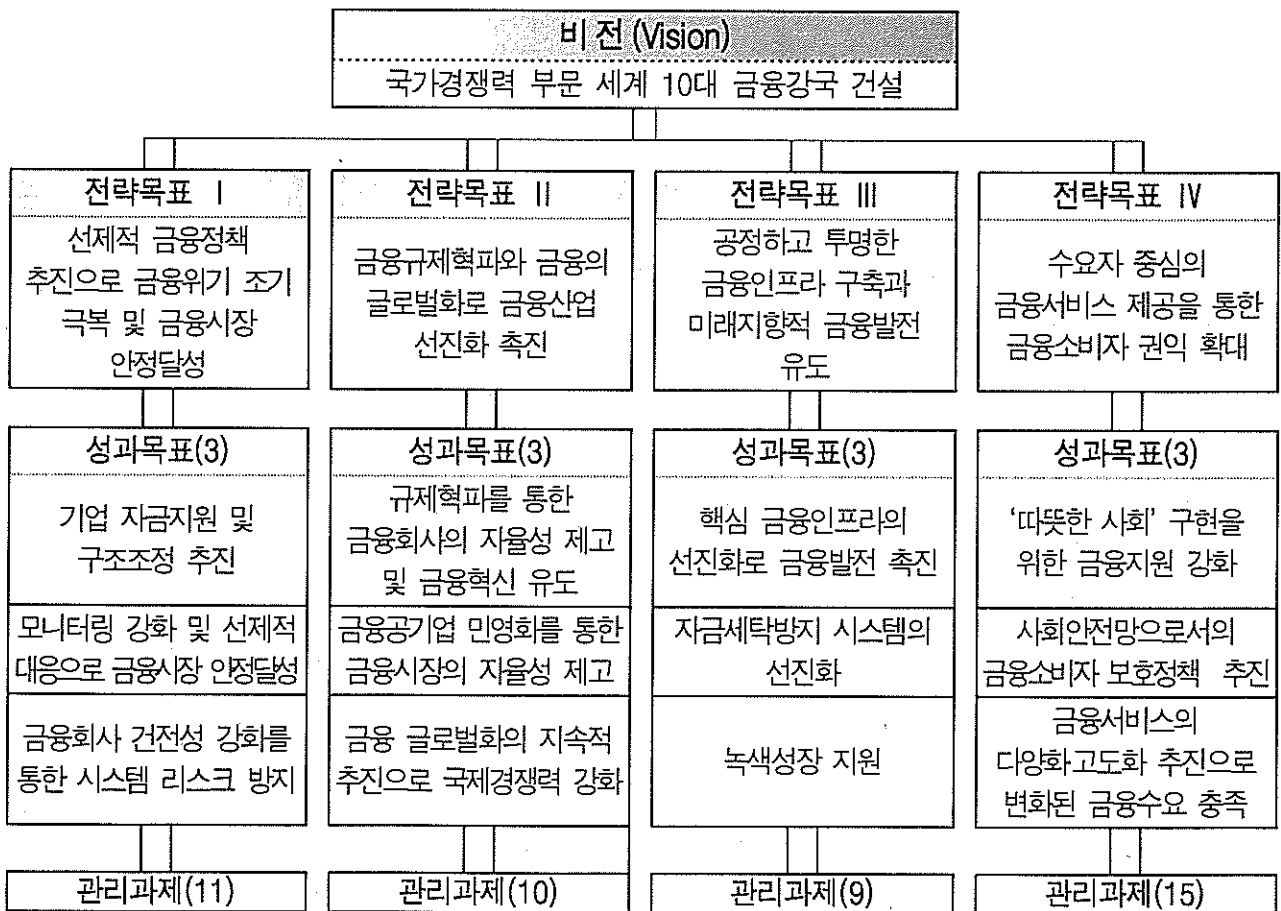 비 전 (Vision)
국가경쟁력 부문 세계 10대 금융강국 건설
전략목표 Ⅰ
선제적 금융정책
추진으로 금융위기 조기
극복 및 금융시장
안정달성
전략목표 Ⅱ
금융규제혁파와 금융의
글로벌화로 금융산업
선진화 촉진
전략목표 Ⅲ
공정하고 투명한
금융인프라 구축과
미래지향적 금융발전
유도
전략목표 Ⅳ
수요자 중심의
금융서비스 제공을 통한
금융소비자 권익 확대
성과목표(3)
기업 자금지원 및
구조조정 추진
모니터링 강화 및 선제적
대응으로 금융시장 안정달성
금융회사 건전성 강화를
통한 시스템 리스크 방지
관리과제(11)
성과목표(3)
규제혁파를 통한
금융회사의 자율성 제고
및 금융혁신 유도
금융공기업 민영화를 통한
금융시장의 자율성 제고
금융 글로벌화의 지속적
추진으로 국제경쟁력 강화
관리과제(10)
성과목표(3)
핵심 금융인프라의
선진화로 금융발전 촉진
자금세탁방지 시스템의
선진화
녹색성장 지원
관리과제(9)
성과목표(3)
‘따뜻한 사회’ 구현을
위한 금융지원 강화
사회안전망으로서의
금융소비자 보호정책 추진
금융서비스의
다양화·고도화 추진으로
변화된 금융수요 충족
관리과제(15)